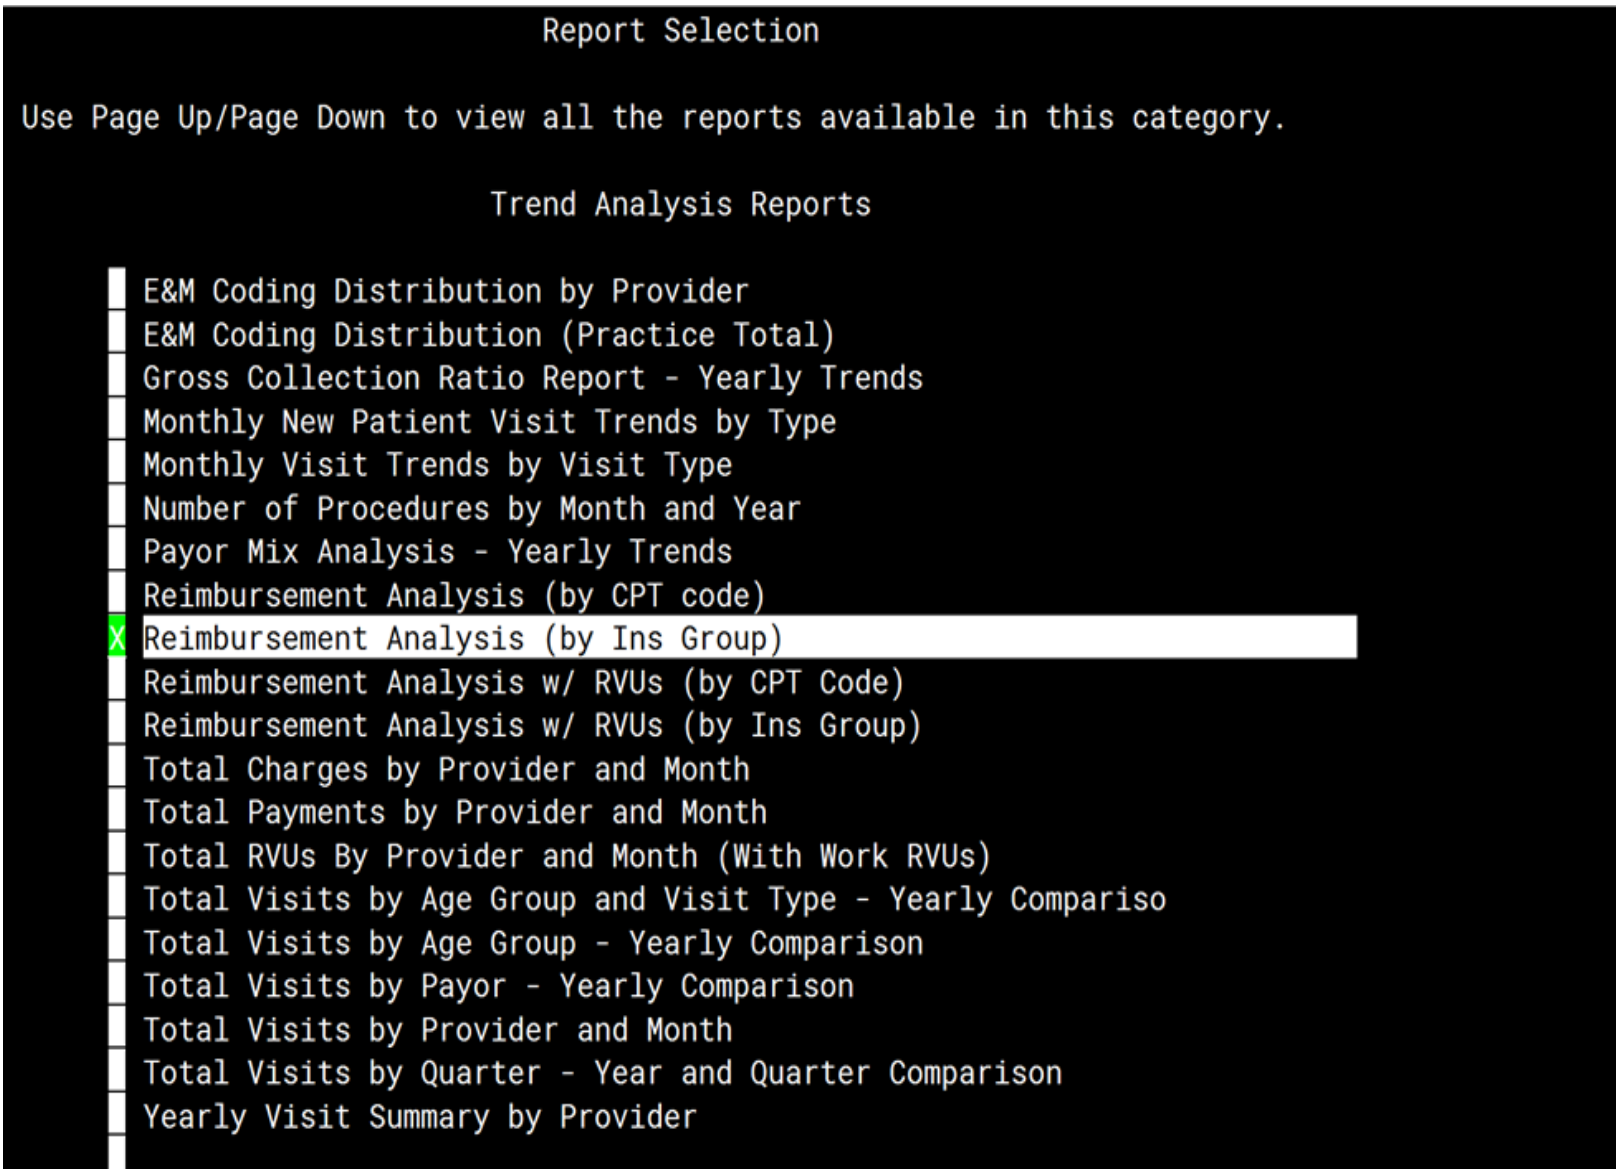 Report Selection
Use Page Up/Page Down to view all the reports available in this category.
Trend Analysis Reports
E&M Coding Distribution by Provider
E&M Coding Distribution (Practice Total)
Gross Collection Ratio Report - Yearly Trends
Monthly New Patient Visit Trends by Type
Monthly Visit Trends by Visit Type
Number of Procedures by Month and Year
Payor Mix Analysis - Yearly Trends
Reimbursement Analysis (by CPT code)
X Reimbursement Analysis (by Ins Group)
Reimbursement Analysis w/ RVUs (by CPT Code)
Reimbursement Analysis w/ RVUs (by Ins Group)
Total Charges by Provider and Month
Total Payments by Provider and Month
Total RVUs By Provider and Month (With Work RVUs)
Total Visits by Age Group and Visit Type - Yearly Compariso
Total Visits by Age Group - Yearly Comparison
Total Visits by Payor - Yearly Comparison
Total Visits by Provider and Month
Total Visits by Quarter - Year and Quarter Comparison
Yearly Visit Summary by Provider